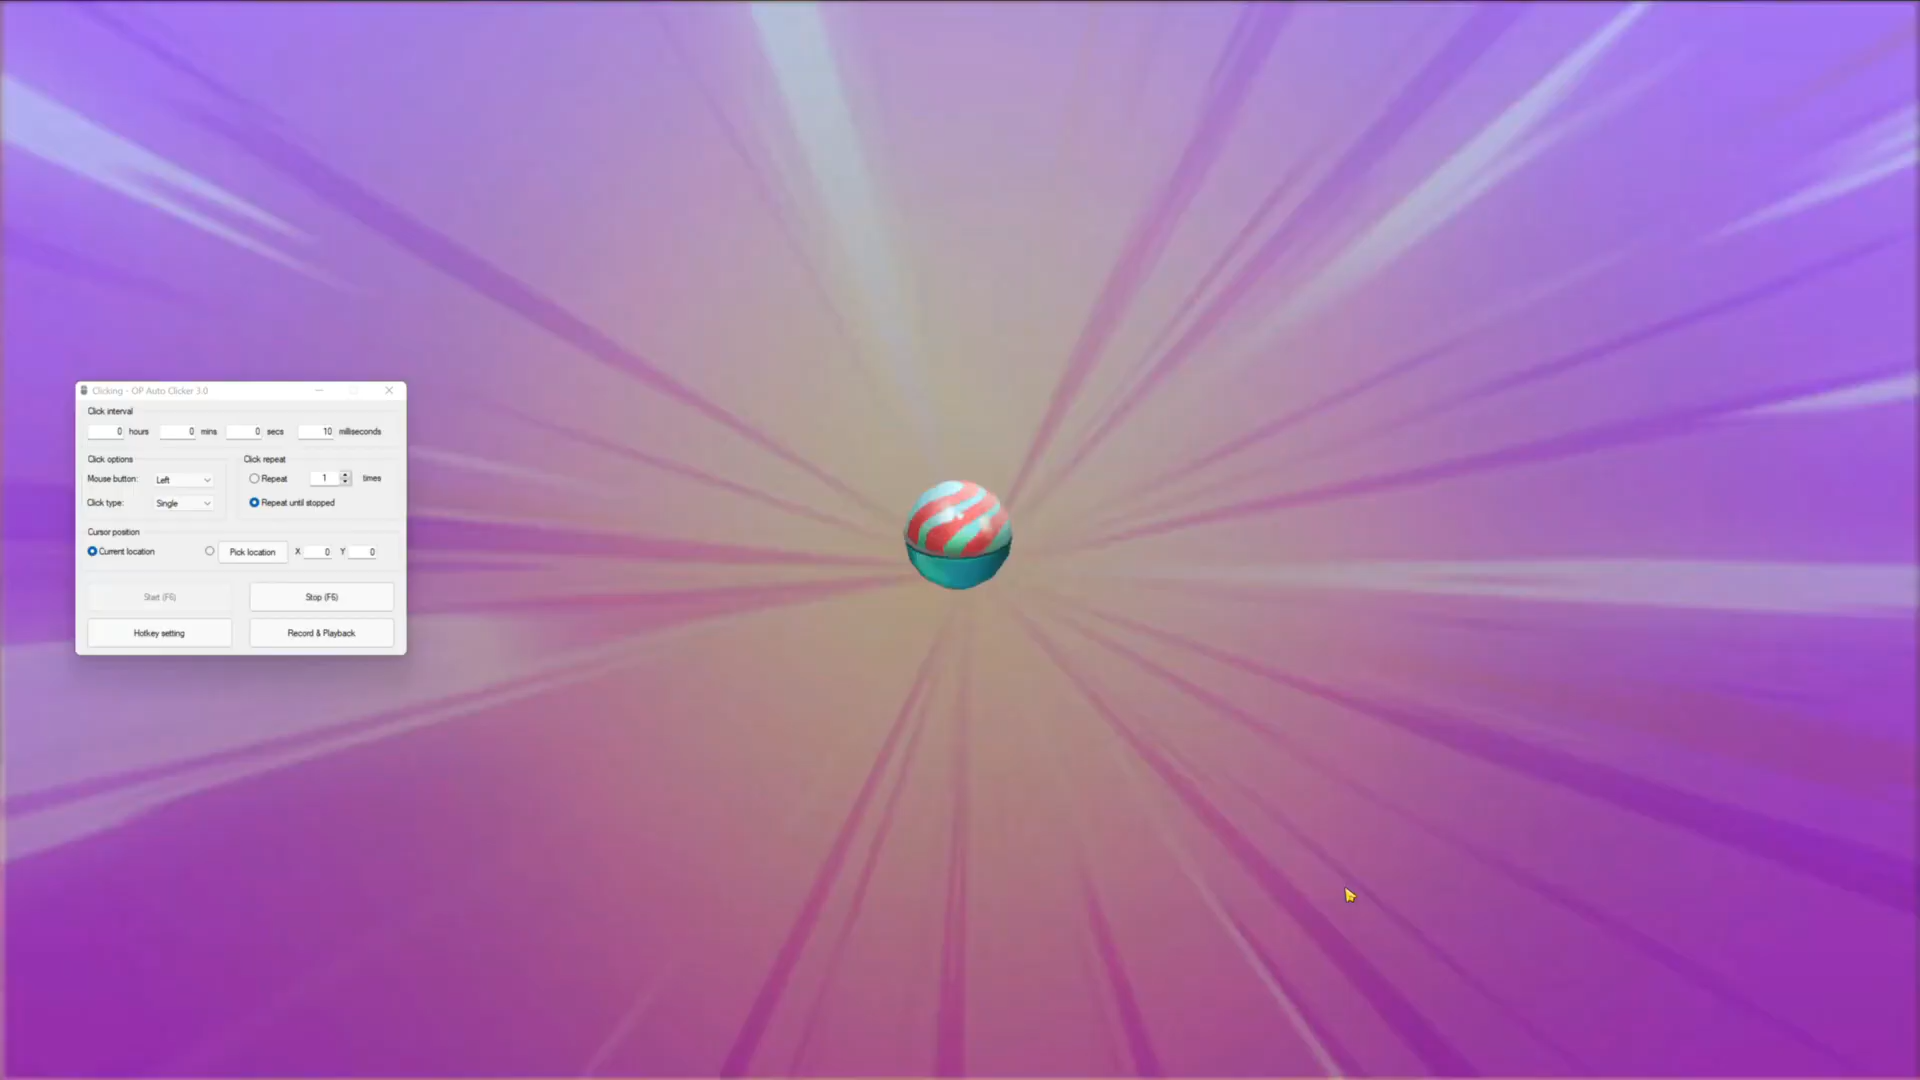 Clicking - OP Auto Clicker 3.0
Click interval
0 hours 0 mins 0 secs 10 milliseconds
Click options
Mouse button: Left
Click type: Single
Click repeat
Repeat 1 times
Repeat until stopped
Cursor position
Current location Pick location X 0 Y 0
Start (F6) Stop (F6)
Hotkey setting Record & Playback